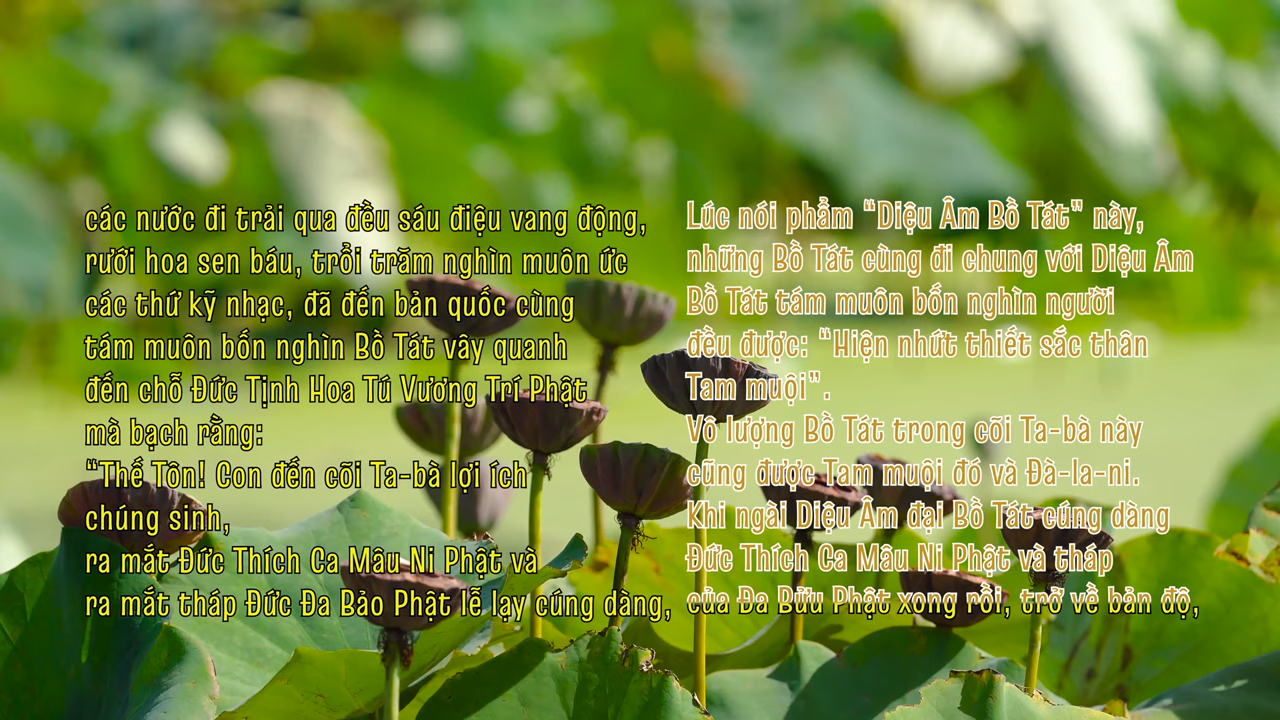 các nước đi trải qua đều sáu điệu vang động,
rưới hoa sen báu, trổi trăm nghìn muôn ức
các thứ kỹ nhạc, đã đến bản quốc cùng
tám muôn bốn nghìn Bồ Tát vây quanh
đến chỗ Đức Tịnh Hoa Tú Vương Trí Phật
mà bạch rằng:
“Thế Tôn! Con đến cõi Ta-bà lợi ích
chúng sinh,
ra mắt Đức Thích Ca Mâu Ni Phật và
ra mắt tháp Đức Đa Bảo Phật lễ lạy cúng dàng,
Lúc nói phẩm “Diệu Âm Bồ Tát” này,
những Bồ Tát cùng đi chung với Diệu Âm
Bồ Tát tám muôn bốn nghìn người
đều được: “Hiện nhứt thiết sắc thân
Tam muội”.
Vô lượng Bồ Tát trong cõi Ta-bà này
cũng được Tam muội đó và Đà-la-ni.
Khi ngài Diệu Âm đại Bồ Tát cúng dàng
Đức Thích Ca Mâu Ni Phật và tháp
của Đa Bửu Phật xong rồi, trở về bản độ,